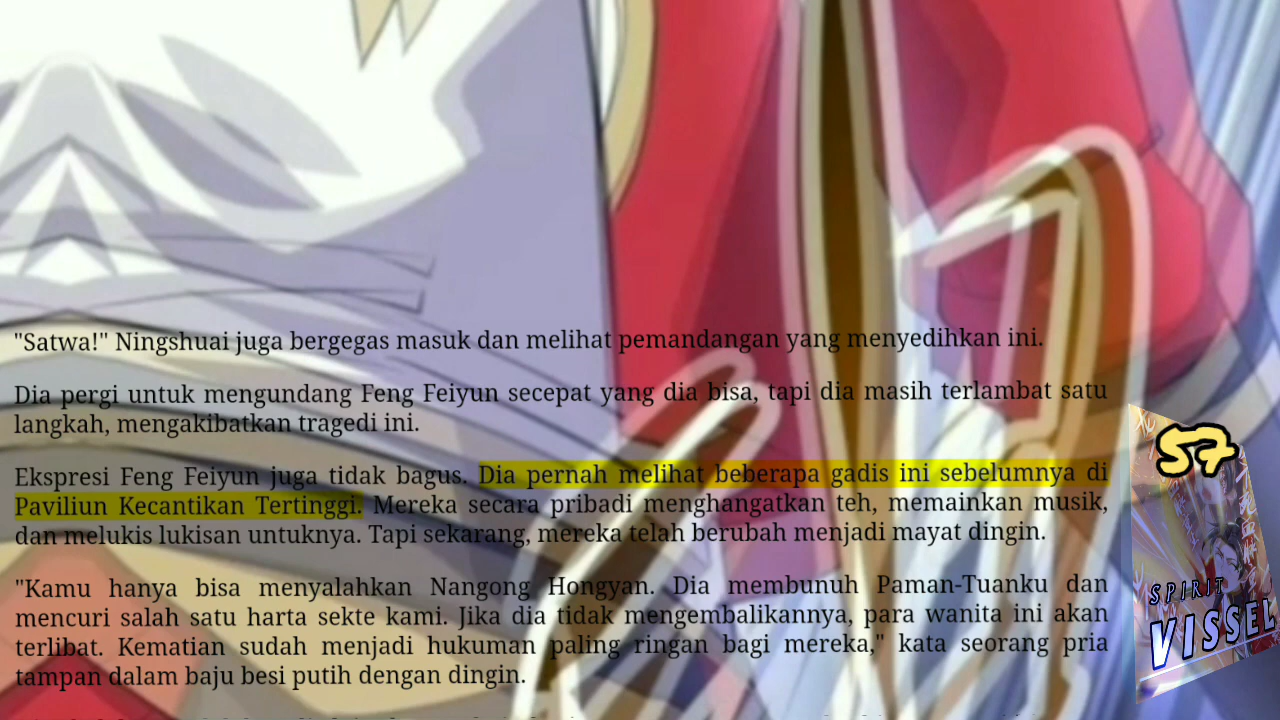 "Satwa!" Ningshuai juga bergegas masuk dan melihat pemandangan yang menyedihkan ini.
Dia pergi untuk mengundang Feng Feiyun secepat yang dia bisa, tapi dia masih terlambat satu
langkah, mengakibatkan tragedi ini.
Ekspresi Feng Feiyun juga tidak bagus. Dia pernah melihat beberapa gadis ini sebelumnya di
Paviliun Kecantikan Tertinggi. Mereka secara pribadi menghangatkan teh, memainkan musik,
dan melukis lukisan untuknya. Tapi sekarang, mereka telah berubah menjadi mayat dingin.
"Kamu hanya bisa menyalahkan Nangong Hongyan. Dia membunuh Paman-Tuanku dan
mencuri salah satu harta sekte kami. Jika dia tidak mengembalikannya, para wanita ini akan
terlibat. Kematian sudah menjadi hukuman paling ringan bagi mereka," kata seorang pria
tampan dalam baju besi putih dengan dingin.
57
SPIRIT
VISSEL